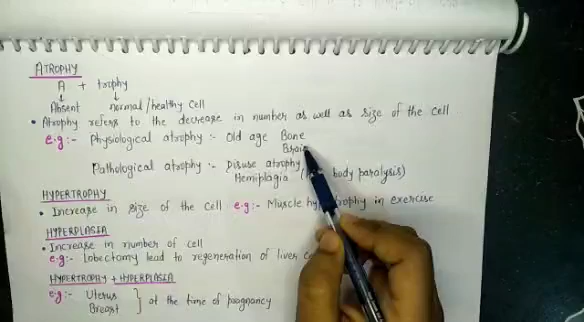 ATROPHY
A + trophy
Absent normal/healthy cell
• Atrophy refers to the decrease in number as well as size of the cell
e.g:- Physiological atrophy:- Old age Bone
Brain
Pathological atrophy:- Disuse atrophy
Hemiplagia ( body paralysis)
HYPERTROPHY
• Increase in size of the cell e.g:- Muscle hypertrophy in exercise
HYPERPLASIA
• Increase in number of cell
e.g:- Lobectomy lead to regeneration of liver
HYPERTROPHY + HYPERPLASIA
e.g:- Uterus } at the time of pregnancy
Breast